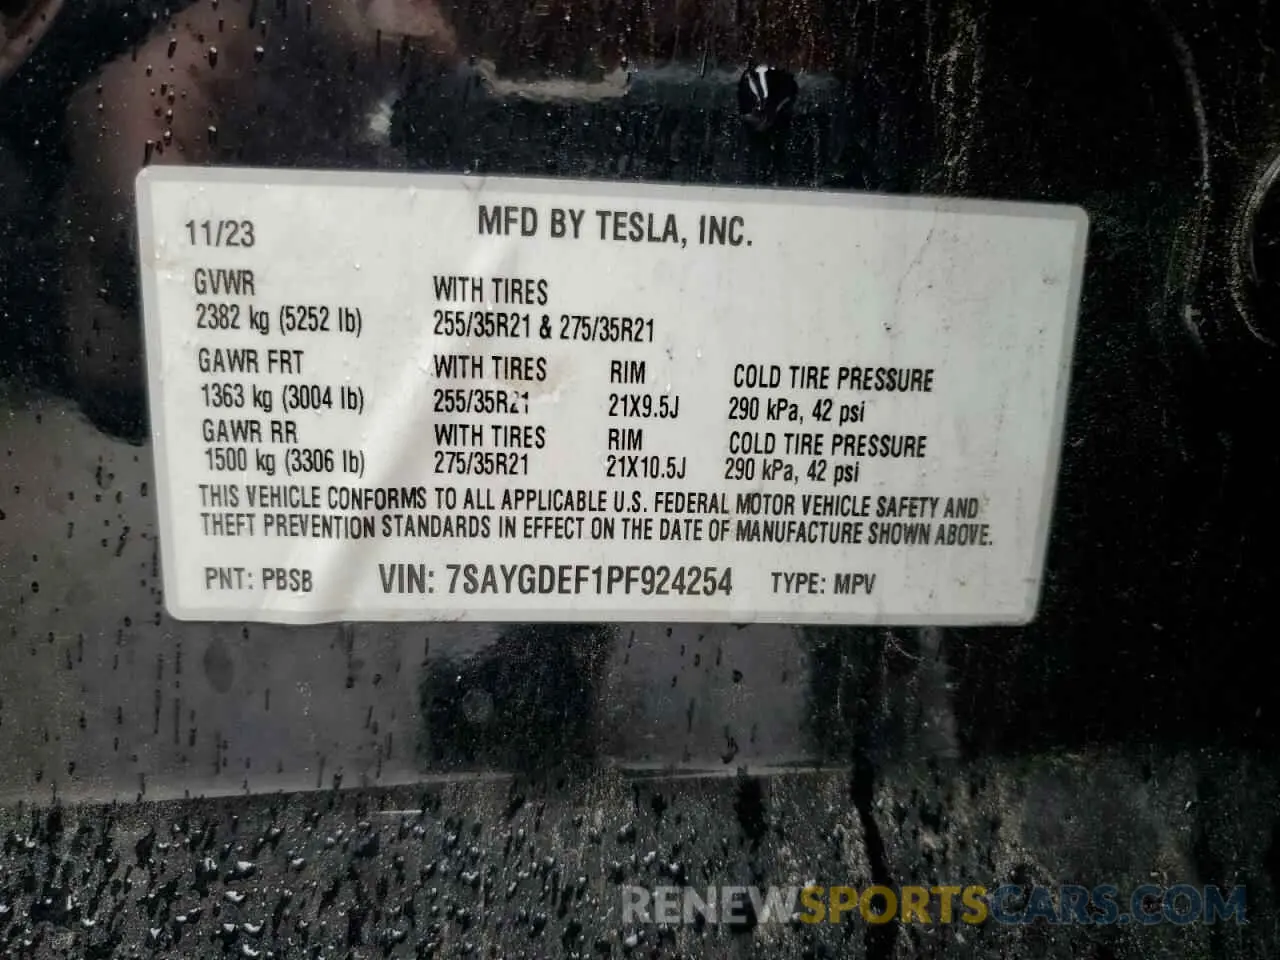 11/23 MFD BY TESLA, INC.
GVWR WITH TIRES
2382 kg (5252 lb) 255/35R21 & 275/35R21
GAWR FRT WITH TIRES RIM COLD TIRE PRESSURE
1363 kg (3004 lb) 255/35R21 21X9.5J 290 kPa, 42 psi
GAWR RR WITH TIRES RIM COLD TIRE PRESSURE
1500 kg (3306 lb) 275/35R21 21X10.5J 290 kPa, 42 psi
THIS VEHICLE CONFORMS TO ALL APPLICABLE U.S. FEDERAL MOTOR VEHICLE SAFETY AND
THEFT PREVENTION STANDARDS IN EFFECT ON THE DATE OF MANUFACTURE SHOWN ABOVE.
PNT: PBSB VIN: 7SAYGDEF1PF924254 TYPE: MPV
RENEWSPORTSCARS.COM